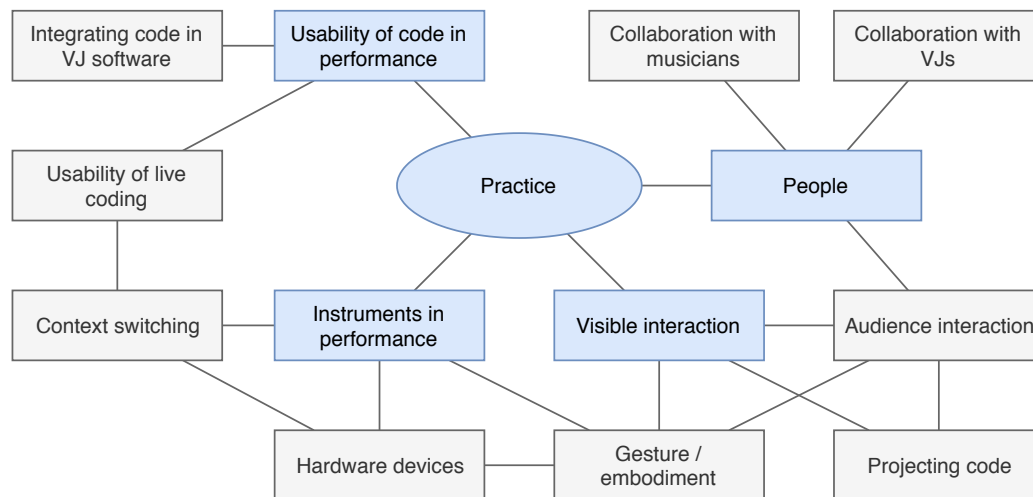 Integrating code in
VJ software
Usability of code in
performance
Collaboration with
musicians
Collaboration with
VJs
Usability of live
coding
Practice
People
Context switching
Instruments in
performance
Visible interaction
Audience interaction
Hardware devices
Gesture /
embodiment
Projecting code